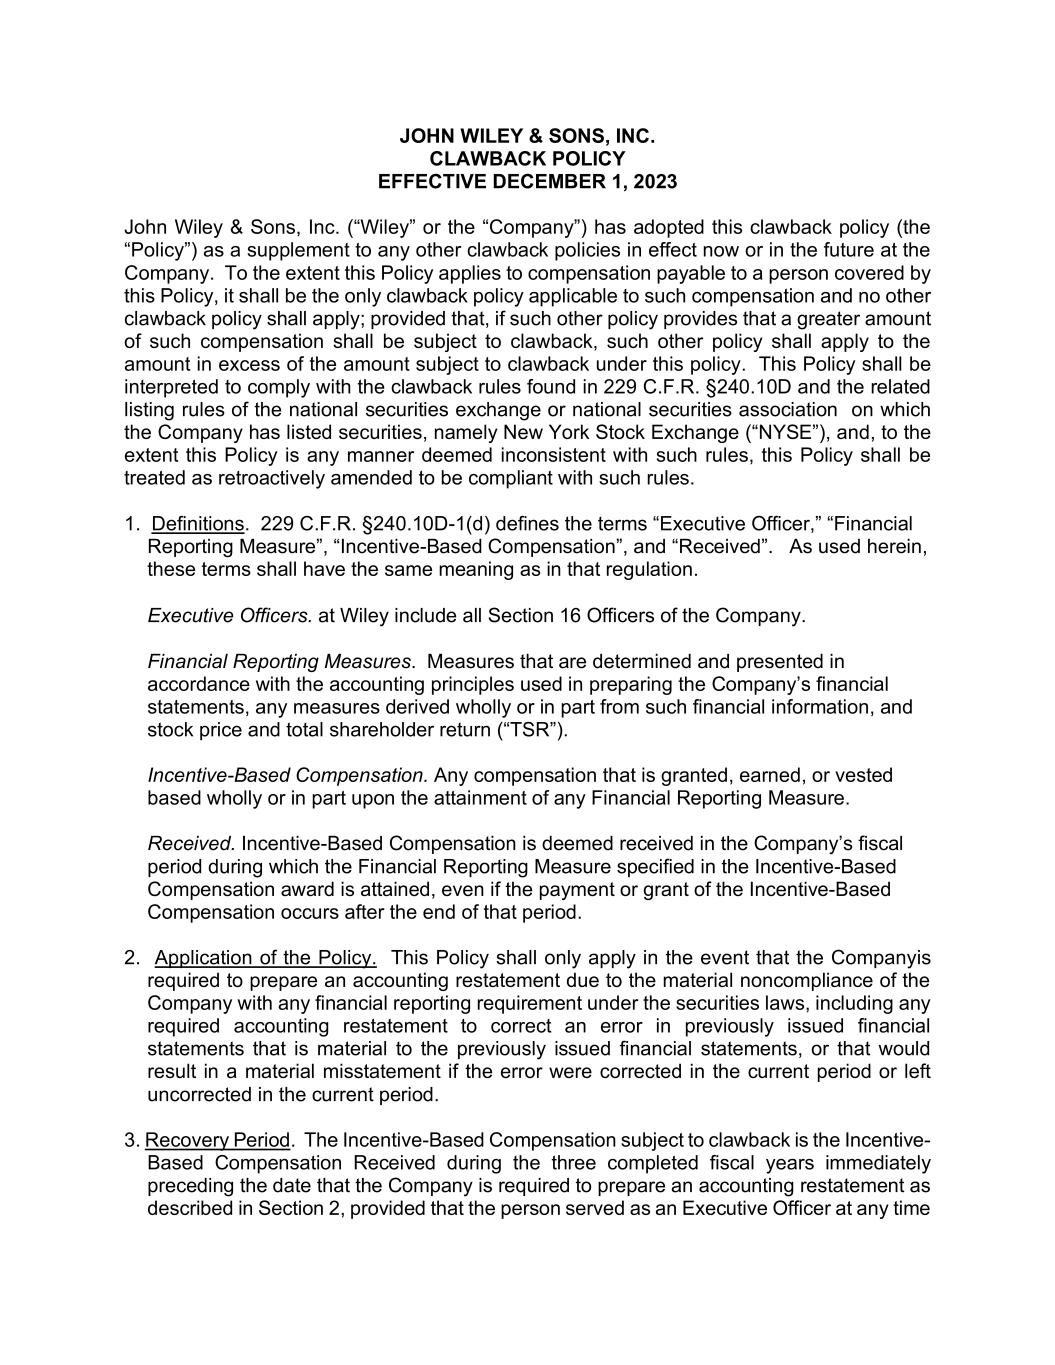 JOHN WILEY & SONS, INC.
CLAWBACK POLICY
EFFECTIVE DECEMBER 1, 2023
John Wiley & Sons, Inc. (“Wiley” or the “Company”) has adopted this clawback policy (the
“Policy”) as a supplement to any other clawback policies in effect now or in the future at the
Company. To the extent this Policy applies to compensation payable to a person covered by
this Policy, it shall be the only clawback policy applicable to such compensation and no other
clawback policy shall apply; provided that, if such other policy provides that a greater amount
of such compensation shall be subject to clawback, such other policy shall apply to the
amount in excess of the amount subject to clawback under this policy. This Policy shall be
interpreted to comply with the clawback rules found in 229 C.F.R. §240.10D and the related
listing rules of the national securities exchange or national securities association on which
the Company has listed securities, namely New York Stock Exchange (“NYSE”), and, to the
extent this Policy is any manner deemed inconsistent with such rules, this Policy shall be
treated as retroactively amended to be compliant with such rules.
1. Definitions. 229 C.F.R. §240.10D-1(d) defines the terms “Executive Officer,” “Financial
Reporting Measure”, “Incentive-Based Compensation”, and “Received”. As used herein,
these terms shall have the same meaning as in that regulation.
Executive Officers. at Wiley include all Section 16 Officers of the Company.
Financial Reporting Measures. Measures that are determined and presented in
accordance with the accounting principles used in preparing the Company’s financial
statements, any measures derived wholly or in part from such financial information, and
stock price and total shareholder return (“TSR”).
Incentive-Based Compensation. Any compensation that is granted, earned, or vested
based wholly or in part upon the attainment of any Financial Reporting Measure.
Received. Incentive-Based Compensation is deemed received in the Company’s fiscal
period during which the Financial Reporting Measure specified in the Incentive-Based
Compensation award is attained, even if the payment or grant of the Incentive-Based
Compensation occurs after the end of that period.
2. Application of the Policy. This Policy shall only apply in the event that the Companyis
required to prepare an accounting restatement due to the material noncompliance of the
Company with any financial reporting requirement under the securities laws, including any
required accounting restatement to correct an error in previously issued financial
statements that is material to the previously issued financial statements, or that would
result in a material misstatement if the error were corrected in the current period or left
uncorrected in the current period.
3. Recovery Period. The Incentive-Based Compensation subject to clawback is the Incentive-
Based Compensation Received during the three completed fiscal years immediately
preceding the date that the Company is required to prepare an accounting restatement as
described in Section 2, provided that the person served as an Executive Officer at any time